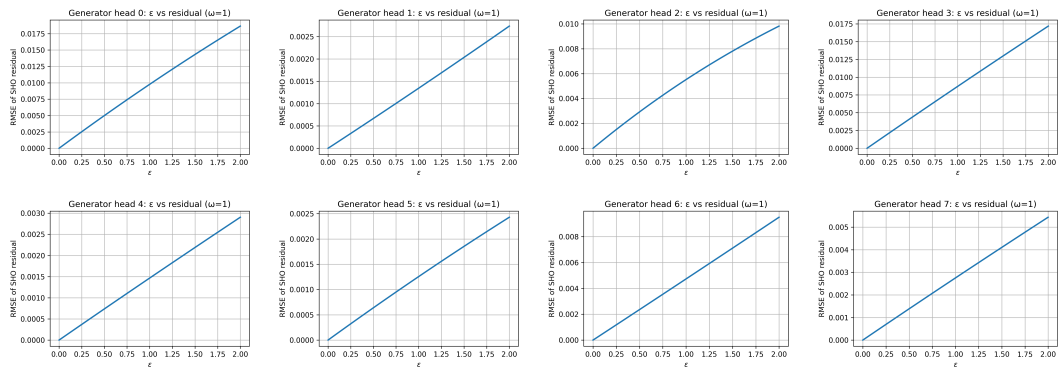 Generator head 0: ε vs residual (ω=1)
RMSE of SHO residual
0.0175
0.0150
0.0125
0.0100
0.0075
0.0050
0.0025
0.0000
0.00 0.25 0.50 0.75 1.00 1.25 1.50 1.75 2.00
ε
Generator head 1: ε vs residual (ω=1)
RMSE of SHO residual
0.0025
0.0020
0.0015
0.0010
0.0005
0.0000
0.00 0.25 0.50 0.75 1.00 1.25 1.50 1.75 2.00
ε
Generator head 2: ε vs residual (ω=1)
RMSE of SHO residual
0.010
0.008
0.006
0.004
0.002
0.000
0.00 0.25 0.50 0.75 1.00 1.25 1.50 1.75 2.00
ε
Generator head 3: ε vs residual (ω=1)
RMSE of SHO residual
0.0175
0.0150
0.0125
0.0100
0.0075
0.0050
0.0025
0.0000
0.00 0.25 0.50 0.75 1.00 1.25 1.50 1.75 2.00
ε
Generator head 4: ε vs residual (ω=1)
RMSE of SHO residual
0.0030
0.0025
0.0020
0.0015
0.0010
0.0005
0.0000
0.00 0.25 0.50 0.75 1.00 1.25 1.50 1.75 2.00
ε
Generator head 5: ε vs residual (ω=1)
RMSE of SHO residual
0.0025
0.0020
0.0015
0.0010
0.0005
0.0000
0.00 0.25 0.50 0.75 1.00 1.25 1.50 1.75 2.00
ε
Generator head 6: ε vs residual (ω=1)
RMSE of SHO residual
0.008
0.006
0.004
0.002
0.000
0.00 0.25 0.50 0.75 1.00 1.25 1.50 1.75 2.00
ε
Generator head 7: ε vs residual (ω=1)
RMSE of SHO residual
0.005
0.004
0.003
0.002
0.001
0.000
0.00 0.25 0.50 0.75 1.00 1.25 1.50 1.75 2.00
ε